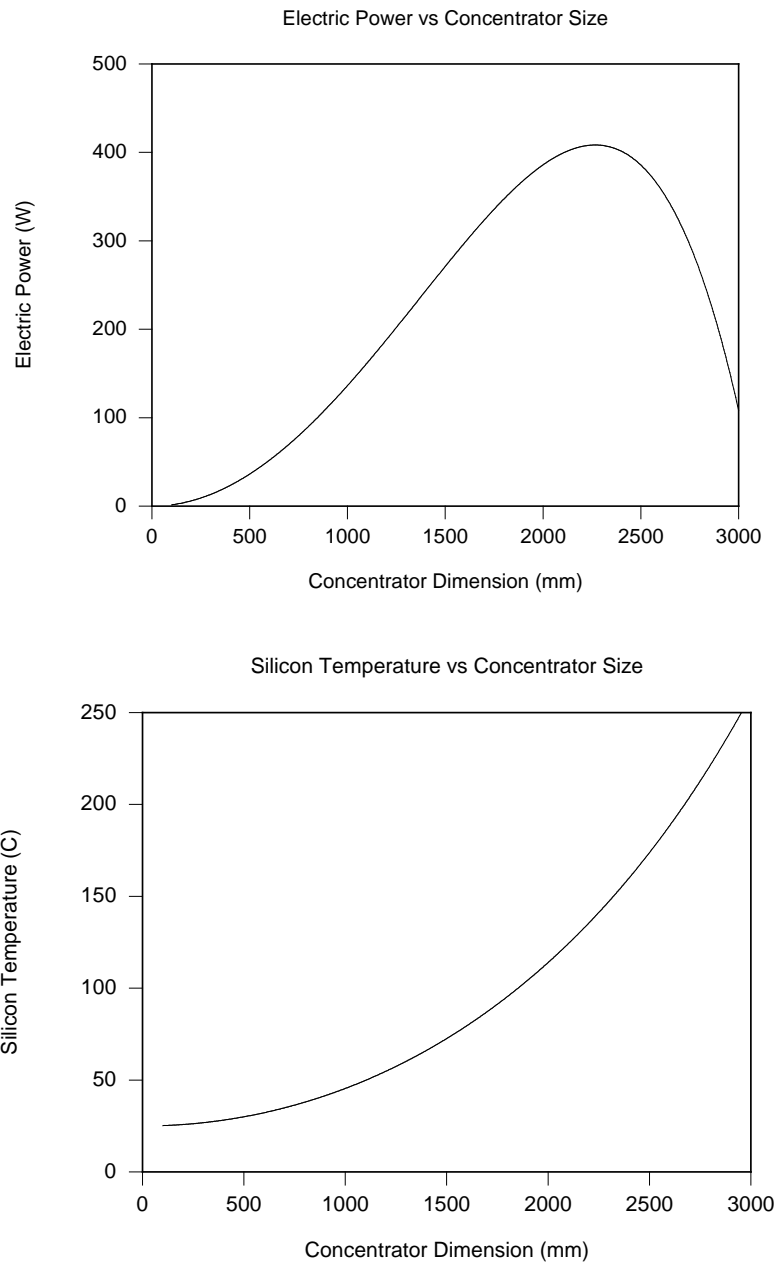 Electric Power vs Concentrator Size
500
400
300
200
100
0
Electric Power (W)
0 500 1000 1500 2000 2500 3000
Concentrator Dimension (mm)
Silicon Temperature vs Concentrator Size
250
200
150
100
50
0
Silicon Temperature (C)
0 500 1000 1500 2000 2500 3000
Concentrator Dimension (mm)